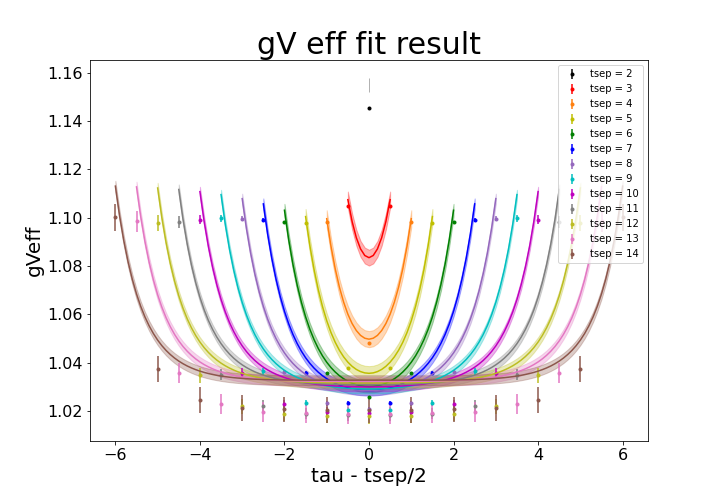 gV eff fit result
gVeff
1.16
1.14
1.12
1.10
1.08
1.06
1.04
1.02
tsep = 2
tsep = 3
tsep = 4
tsep = 5
tsep = 6
tsep = 7
tsep = 8
tsep = 9
tsep = 10
tsep = 11
tsep = 12
tsep = 13
tsep = 14
−6
−4
−2
0
2
4
6
tau - tsep/2